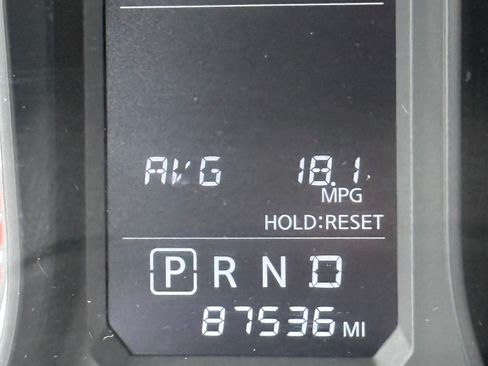 AVG 18.1
MPG
HOLD:RESET
P R N D
87536 MI